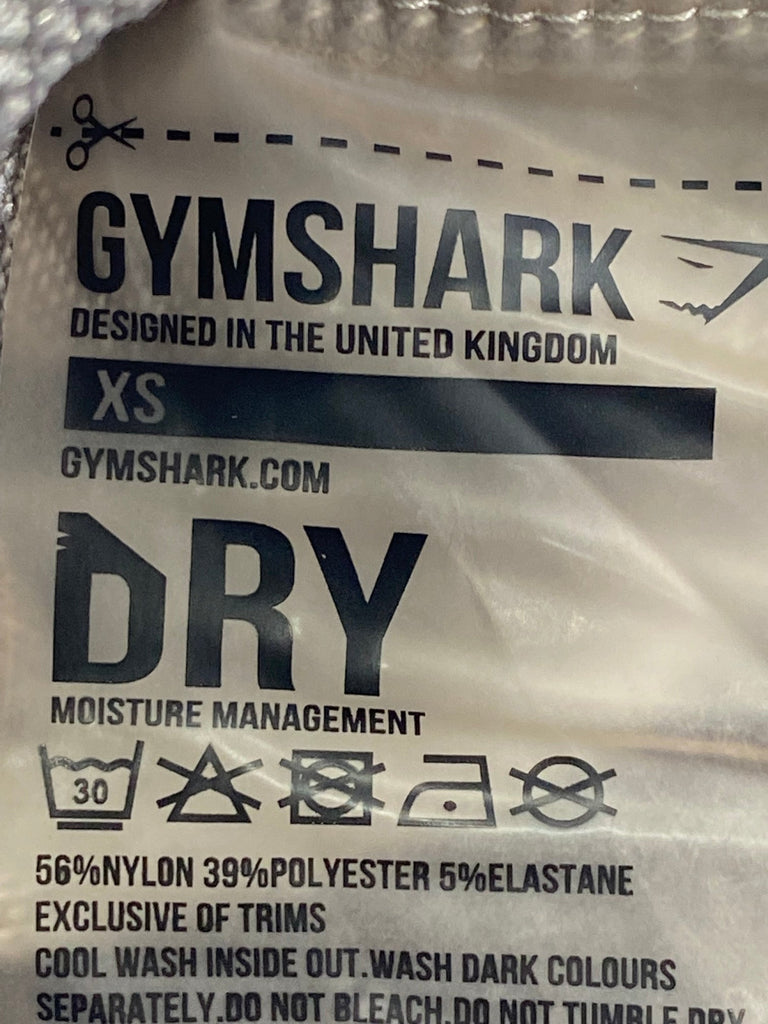 GYMSHARK
DESIGNED IN THE UNITED KINGDOM
XS
GYMSHARK.COM
DRY
MOISTURE MANAGEMENT
30
56%NYLON 39%POLYESTER 5%ELASTANE
EXCLUSIVE OF TRIMS
COOL WASH INSIDE OUT.WASH DARK COLOURS
SEPARATELY.DO NOT BLEACH.DO NOT TUMBLE DRY